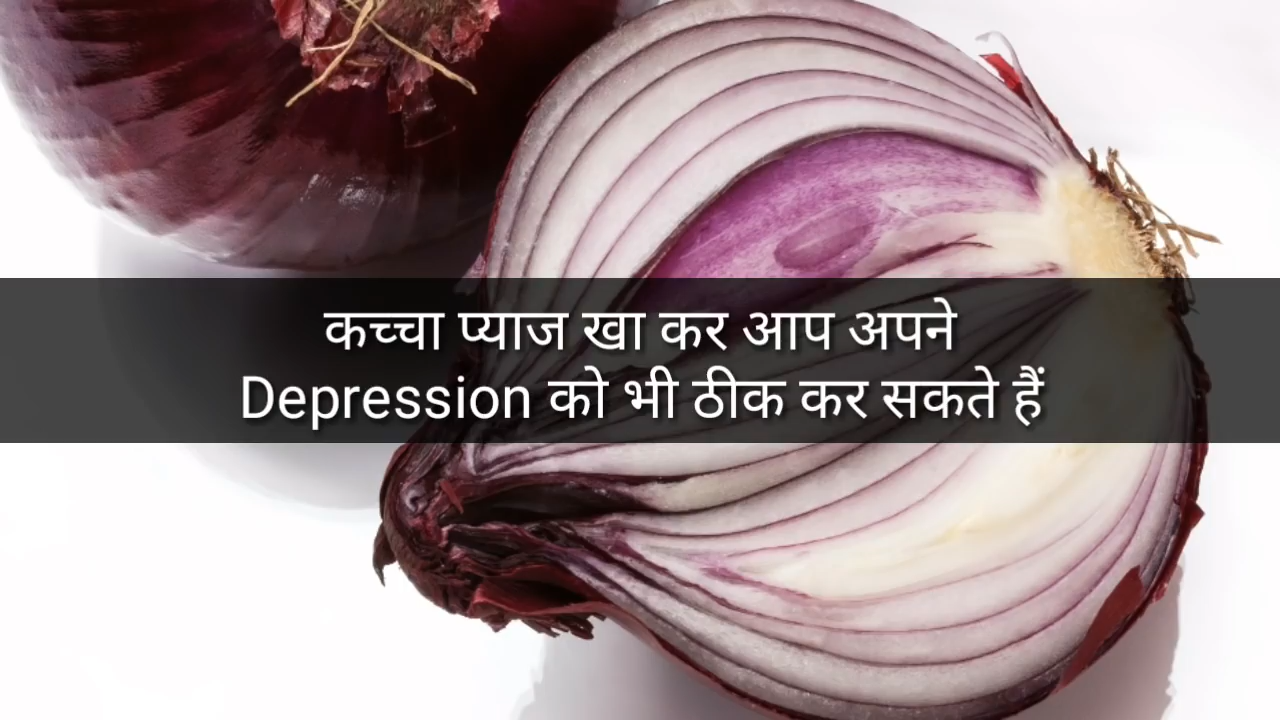 कच्चा प्याज खा कर आप अपने
Depression को भी ठीक कर सकते हैं